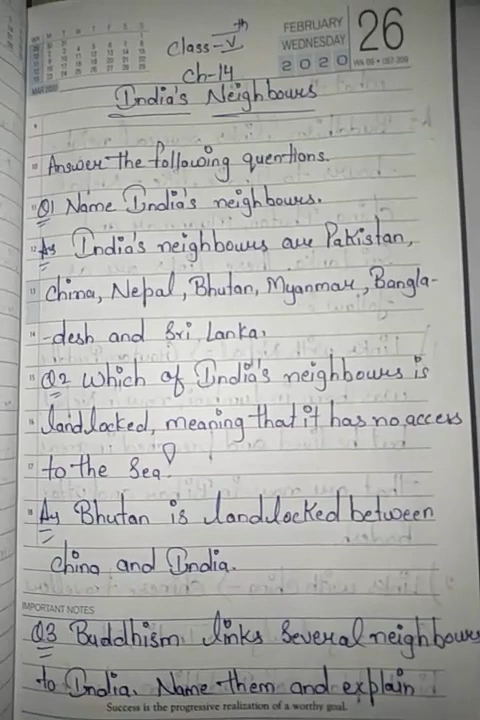 Class-Vth
FEBRUARY
WEDNESDAY
2020
26
Ch-14
India's Neighbours
Answer the following questions.
Q1 Name India's neighbours.
Ans India's neighbours are Pakistan,
China, Nepal, Bhutan, Myanmar, Bangla-
-desh and Sri Lanka.
Q2 Which of India's neighbours is
landlocked, meaning that it has no access
to the Sea?
Ans Bhutan is landlocked between
China and India.
IMPORTANT NOTES
Q3 Buddhism links Several neighbours
to India. Name them and explain
Success is the progressive realization of a worthy goal.